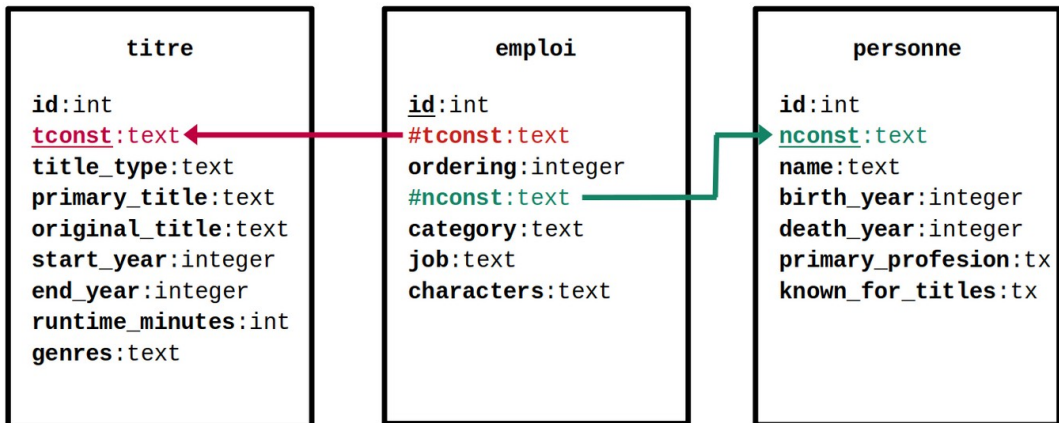 titre
id:int
tconst:text
title_type:text
primary_title:text
original_title:text
start_year:integer
end_year:integer
runtime_minutes:int
genres:text
emploi
id:int
#tconst:text
ordering:integer
#nconst:text
category:text
job:text
characters:text
personne
id:int
nconst:text
name:text
birth_year:integer
death_year:integer
primary_profesion:tx
known_for_titles:tx